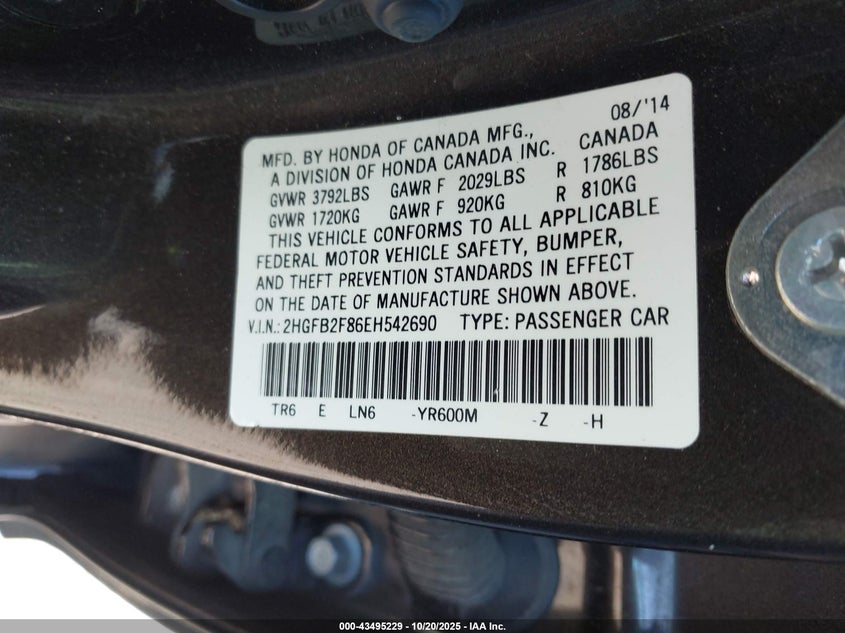 08/'14
MFD. BY HONDA OF CANADA MFG.,
A DIVISION OF HONDA CANADA INC. CANADA
GVWR 3792LBS GAWR F 2029LBS R 1786LBS
GVWR 1720KG GAWR F 920KG R 810KG
THIS VEHICLE CONFORMS TO ALL APPLICABLE
FEDERAL MOTOR VEHICLE SAFETY, BUMPER,
AND THEFT PREVENTION STANDARDS IN EFFECT
ON THE DATE OF MANUFACTURE SHOWN ABOVE.
V.I.N.: 2HGFB2F86EH542690 TYPE: PASSENGER CAR
TR6 E LN6 -YR600M -Z -H
000-43495229 - 10/20/2025 - IAA Inc.